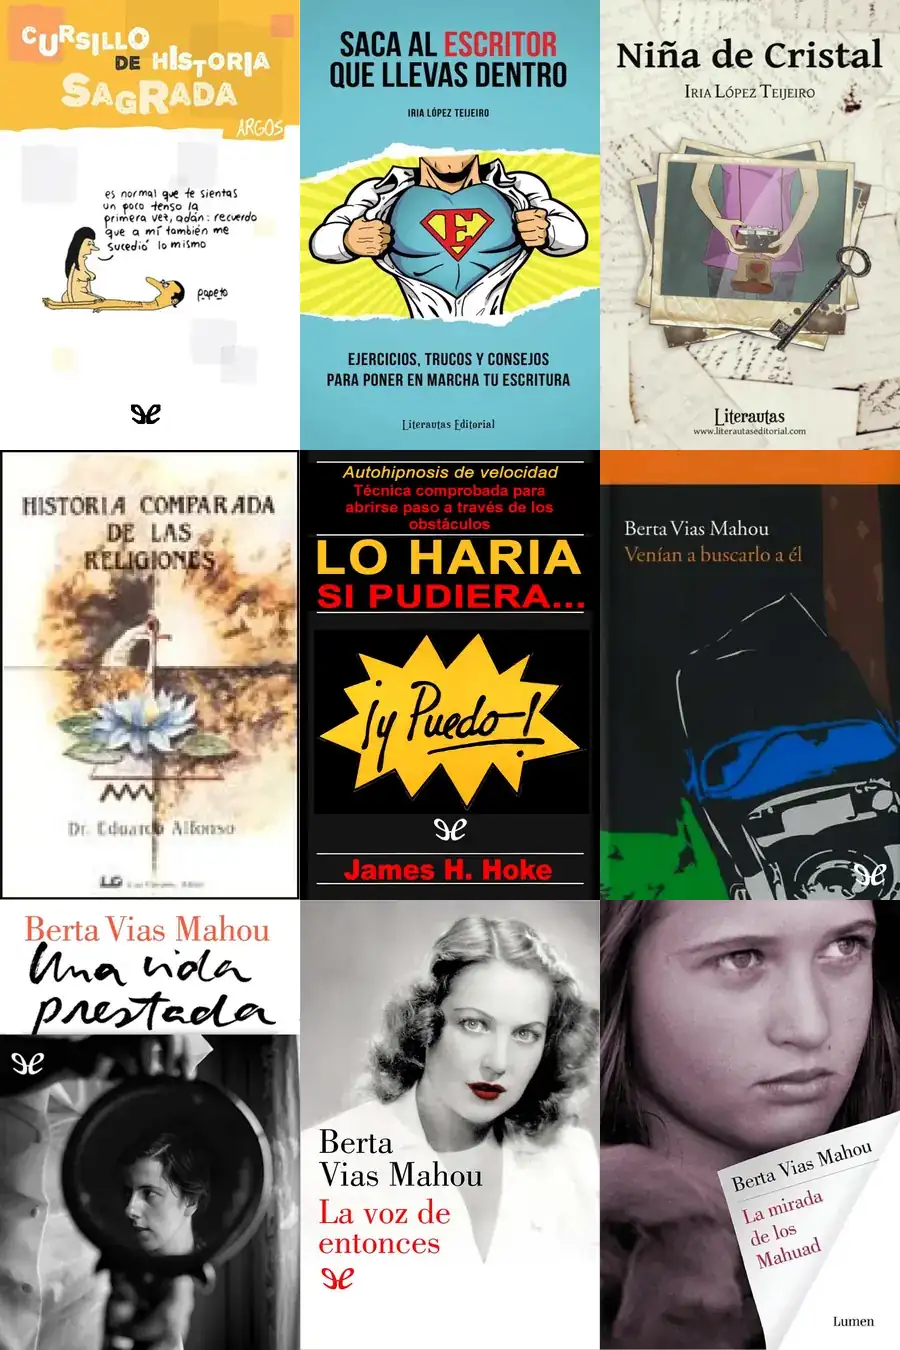 CURSILLO
DE HISTORIA
SAGRADA
ARGOS
es normal que te sientas
un poco tenso la
primera vez, adán: recuerdo
que a mí también me
sucedió lo mismo
papeto
SACA AL ESCRITOR
QUE LLEVAS DENTRO
IRIA LÓPEZ TEIJEIRO
E
EJERCICIOS, TRUCOS Y CONSEJOS
PARA PONER EN MARCHA TU ESCRITURA
Literautas Editorial
Niña de Cristal
IRIA LÓPEZ TEIJEIRO
Literautas
www.literautaseditorial.com
HISTORIA COMPARADA
DE LAS
RELIGIONES
Dr. Eduardo Alfonso
Autohipnosis de velocidad
Técnica comprobada para
abrirse paso a través de los
obstáculos
LO HARIA
SI PUDIERA...
¡y Puedo!
James H. Hoke
Berta Vias Mahou
Venían a buscarlo a él
Berta Vias Mahou
Una vida
prestada
Berta
Vias Mahou
La voz de
entonces
Berta Vias Mahou
La mirada
de los
Mahuad
Lumen